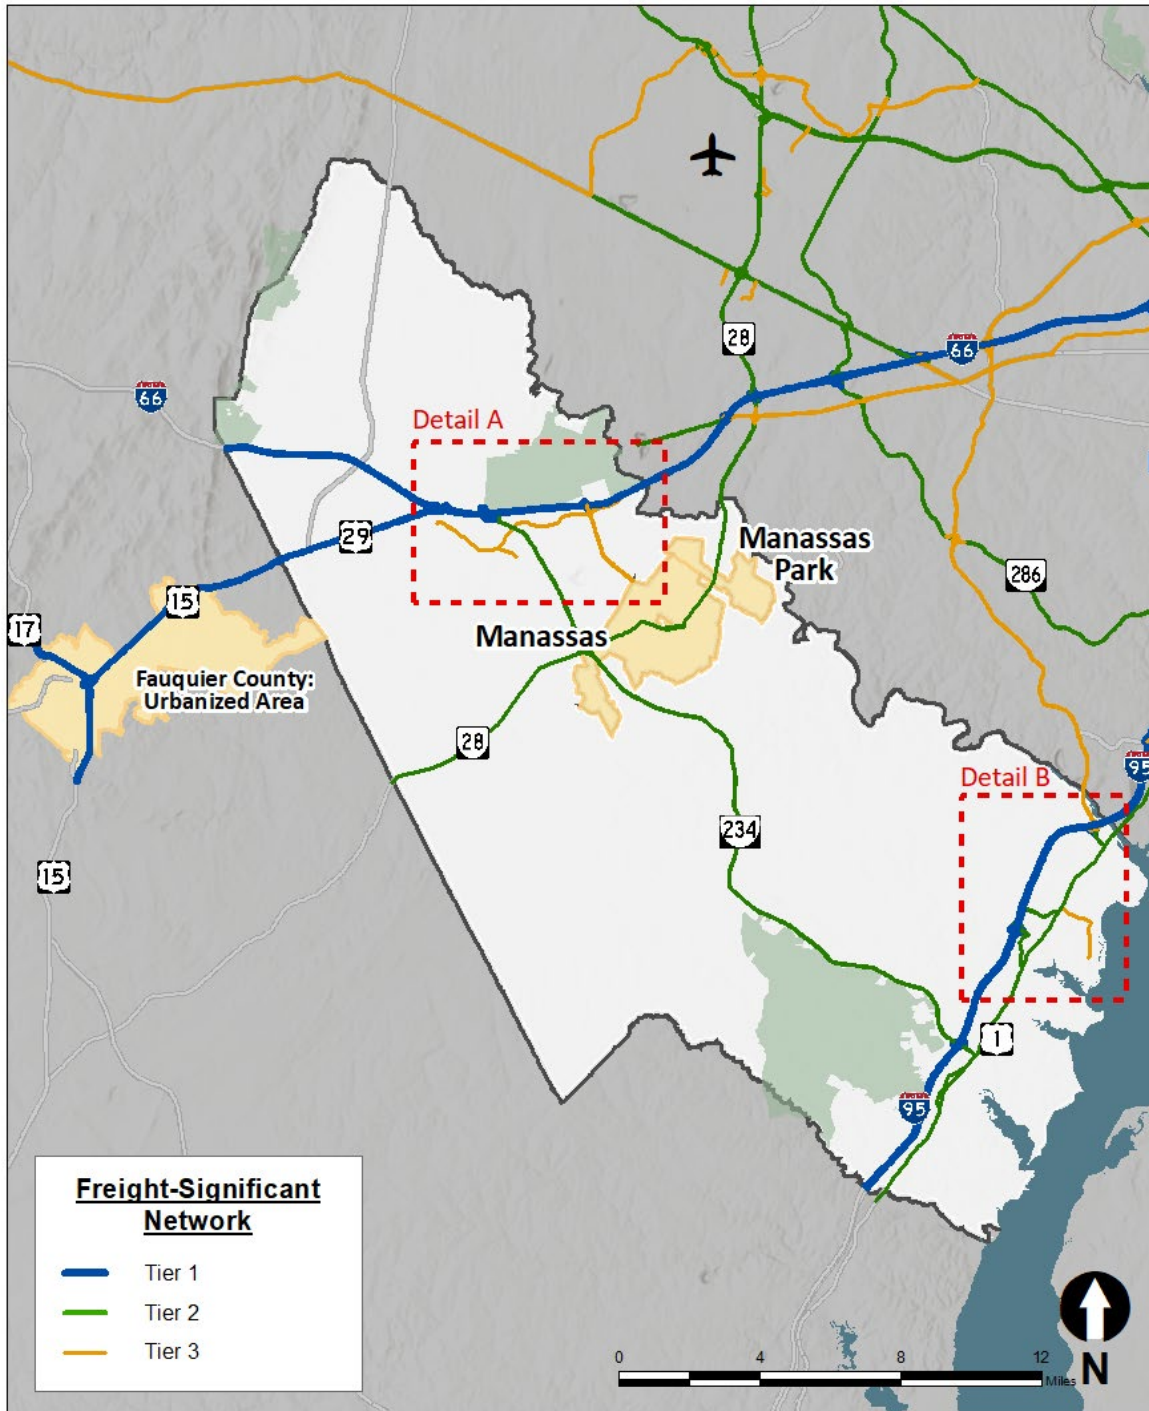 28
66
Detail A
66
29
Manassas
Park
286
15
17
Manassas
Fauquier County:
Urbanized Area
28
95
Detail B
234
15
1
95
Freight-Significant
Network
Tier 1
Tier 2
Tier 3
0
4
8
12
Miles
N